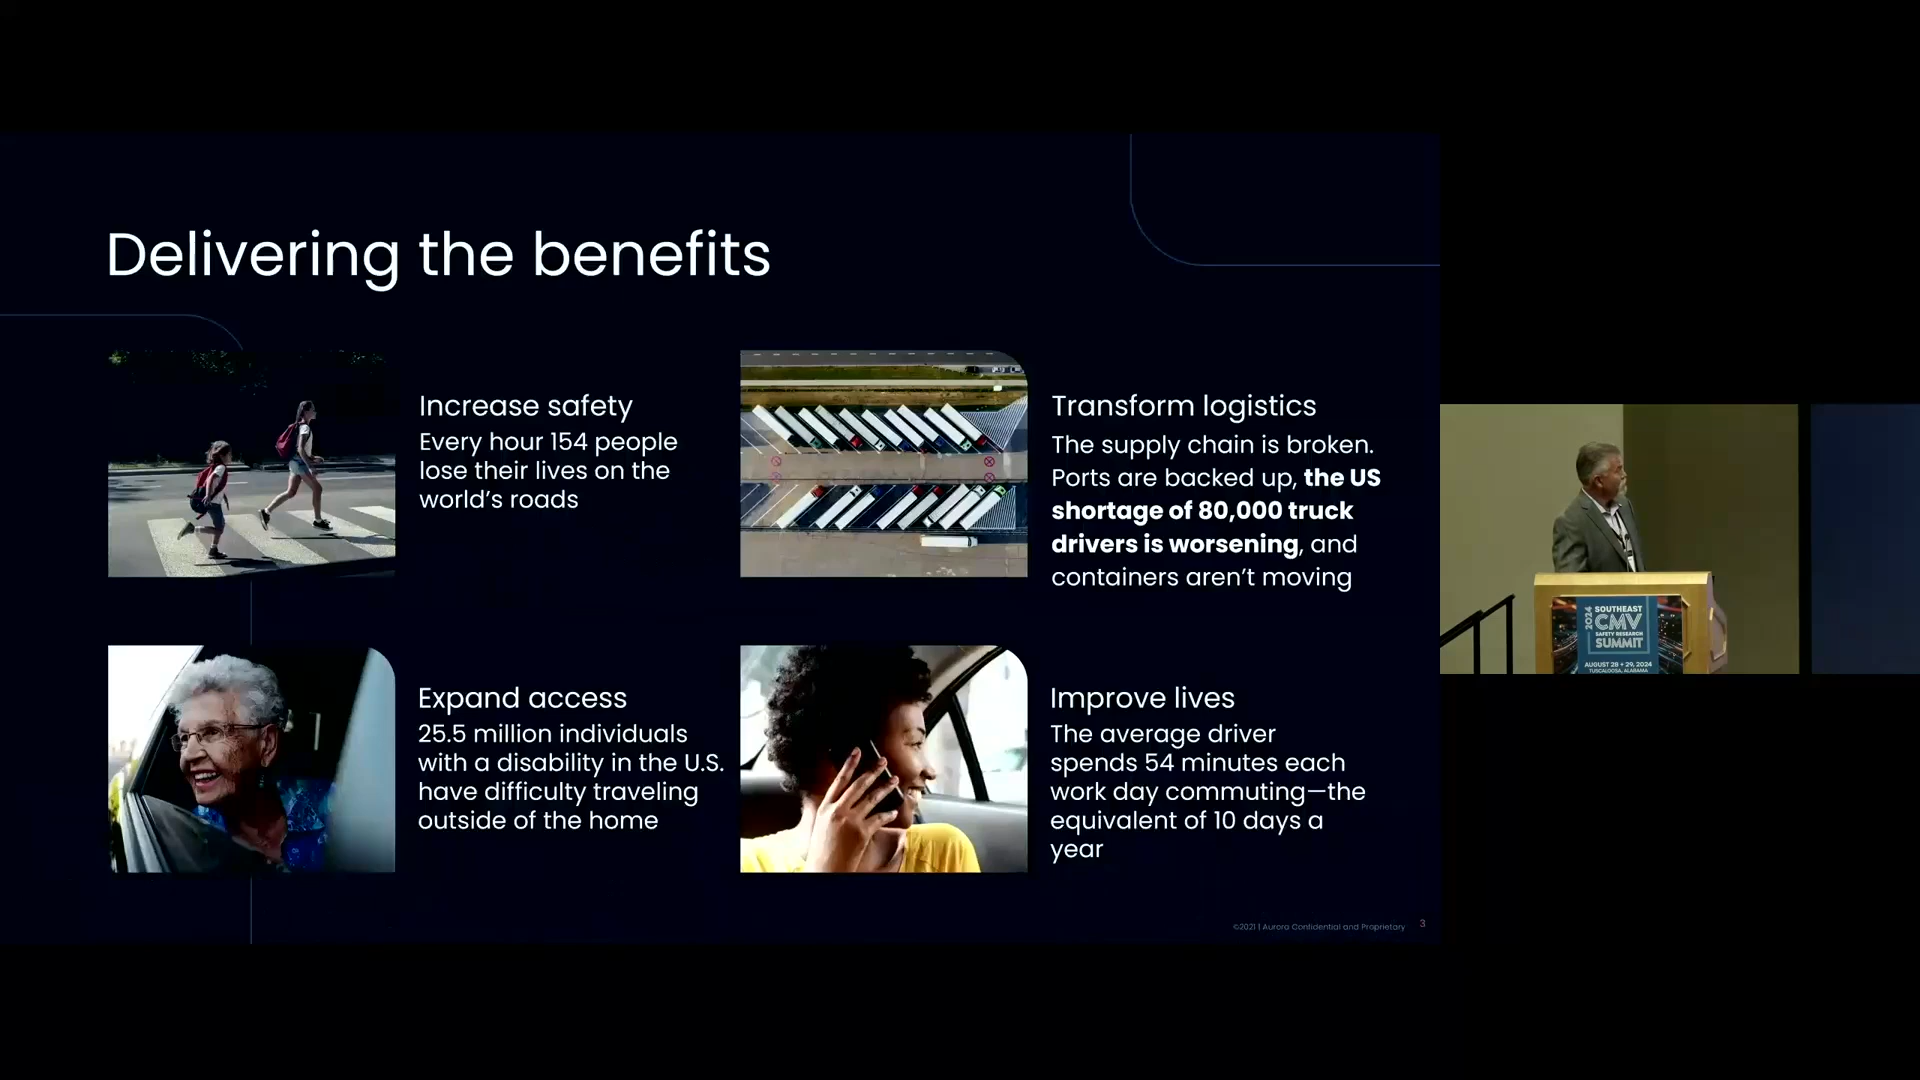 Delivering the benefits
Increase safety
Every hour 154 people
lose their lives on the
world's roads
Transform logistics
The supply chain is broken.
Ports are backed up, the US
shortage of 80,000 truck
drivers is worsening, and
containers aren't moving
Expand access
25.5 million individuals
with a disability in the U.S.
have difficulty traveling
outside of the home
Improve lives
The average driver
spends 54 minutes each
work day commuting—the
equivalent of 10 days a
year
©2021 | Aurora Confidential and Proprietary
3
2024
SOUTHEAST
CMV
SAFETY RESEARCH
SUMMIT
AUGUST 28 + 29, 2024
TUSCALOOSA, ALABAMA